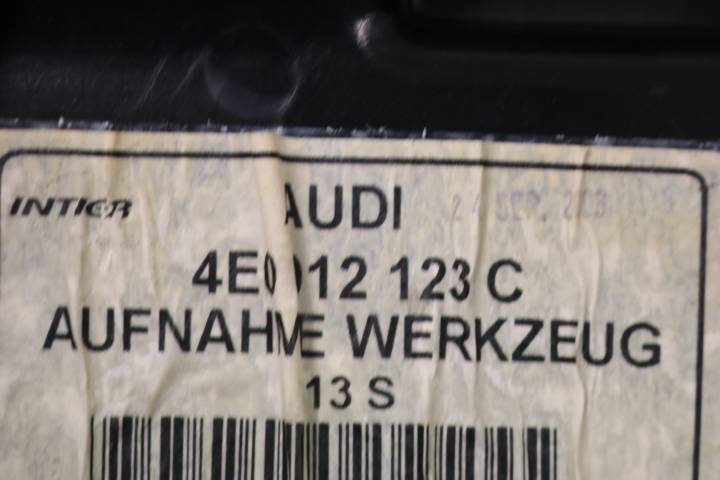 INTIER
AUDI
4E0 012 123 C
AUFNAHME WERKZEUG
13 S